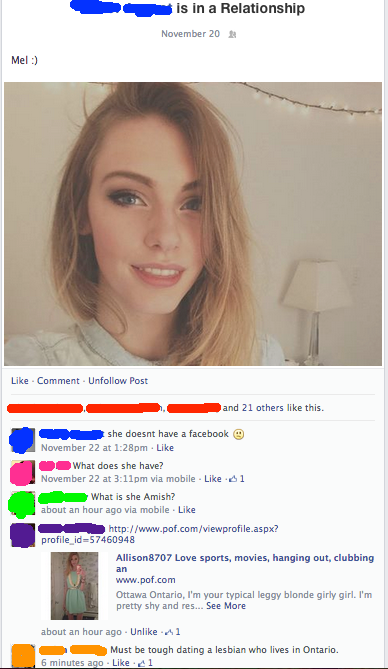 is in a Relationship
November 20
Mel :)
Like · Comment · Unfollow Post
and 21 others like this.
she doesnt have a facebook
November 22 at 1:28pm · Like
What does she have?
November 22 at 3:11pm via mobile · Like · 1
What is she Amish?
about an hour ago via mobile · Like
http://www.pof.com/viewprofile.aspx?
profile_id=57460948
Allison8707 Love sports, movies, hanging out, clubbing
an
www.pof.com
Ottawa Ontario, I'm your typical leggy blonde girly girl. I'm
pretty shy and res... See More
about an hour ago · Unlike · 1
Must be tough dating a lesbian who lives in Ontario.
6 minutes ago · Like · 1